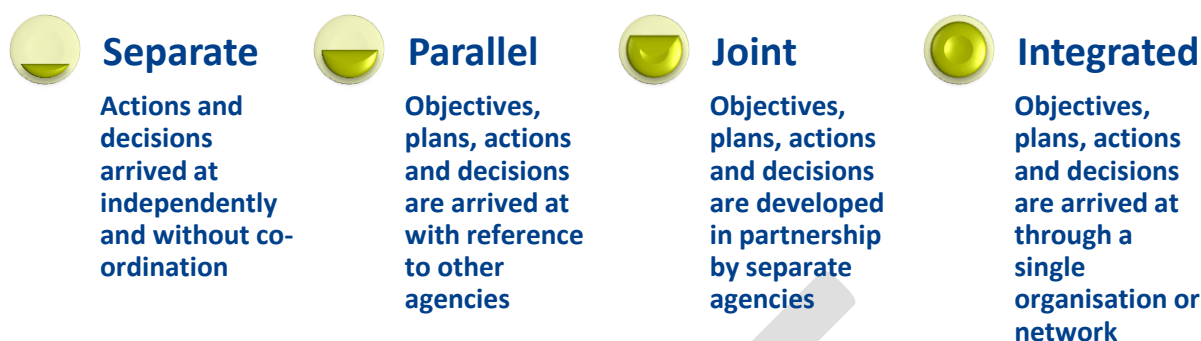 Separate
Actions and
decisions
arrived at
independently
and without co-
ordination
Parallel
Objectives,
plans, actions
and decisions
are arrived at
with reference
to other
agencies
Joint
Objectives,
plans, actions
and decisions
are developed
in partnership
by separate
agencies
Integrated
Objectives,
plans, actions
and decisions
are arrived at
through a
single
organisation or
network